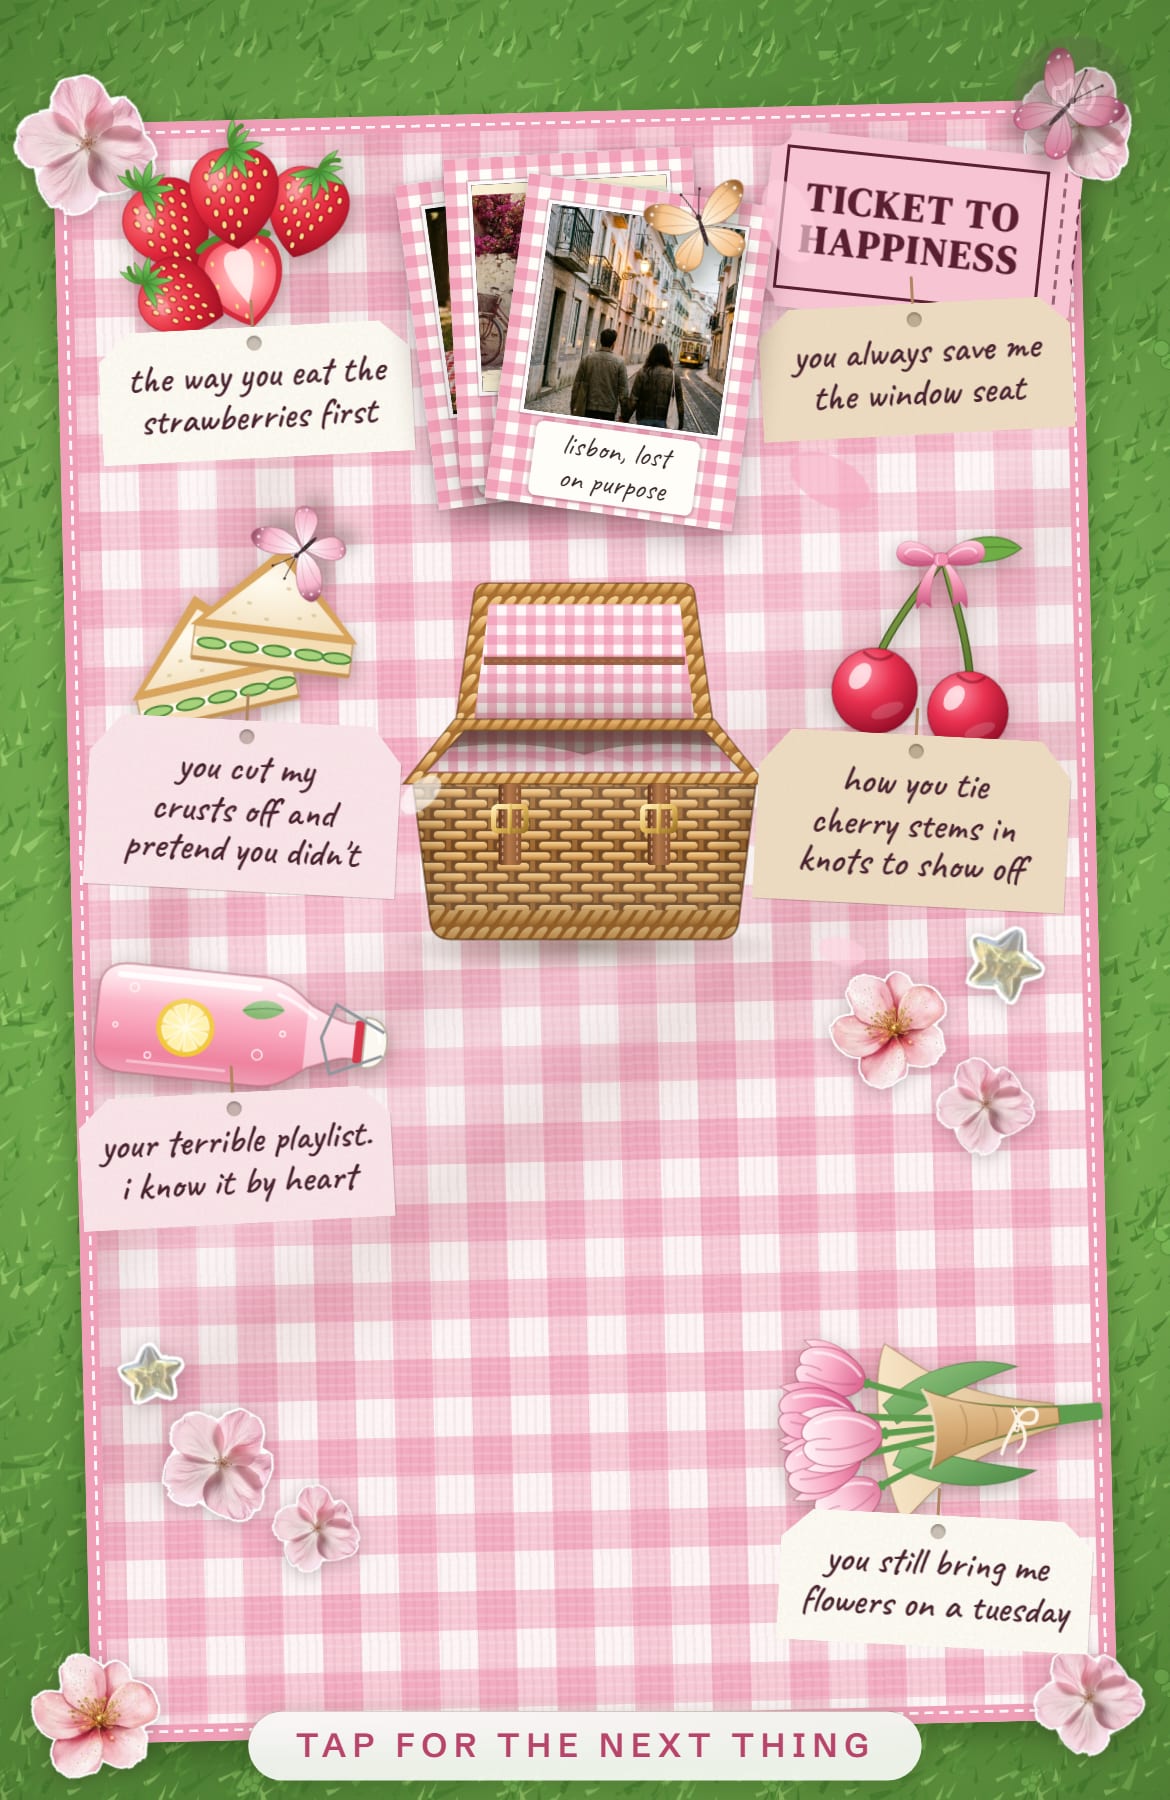 TICKET TO
HAPPINESS
the way you eat the
strawberries first
lisbon, lost
on purpose
you always save me
the window seat
you cut my
crusts off and
pretend you didn't
how you tie
cherry stems in
knots to show off
your terrible playlist.
i know it by heart
you still bring me
flowers on a tuesday
TAP FOR THE NEXT THING